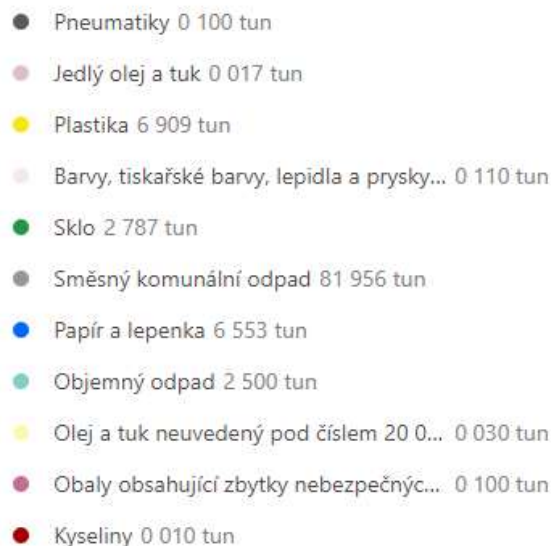 Pneumatiky 0 100 tun
Jedlý olej a tuk 0 017 tun
Plastika 6 909 tun
Barvy, tiskařské barvy, lepidla a prysky... 0 110 tun
Sklo 2 787 tun
Směsný komunální odpad 81 956 tun
Papír a lepenka 6 553 tun
Objemný odpad 2 500 tun
Olej a tuk neuvedený pod číslem 20 0... 0 030 tun
Obaly obsahující zbytky nebezpečnýc... 0 100 tun
Kyseliny 0 010 tun